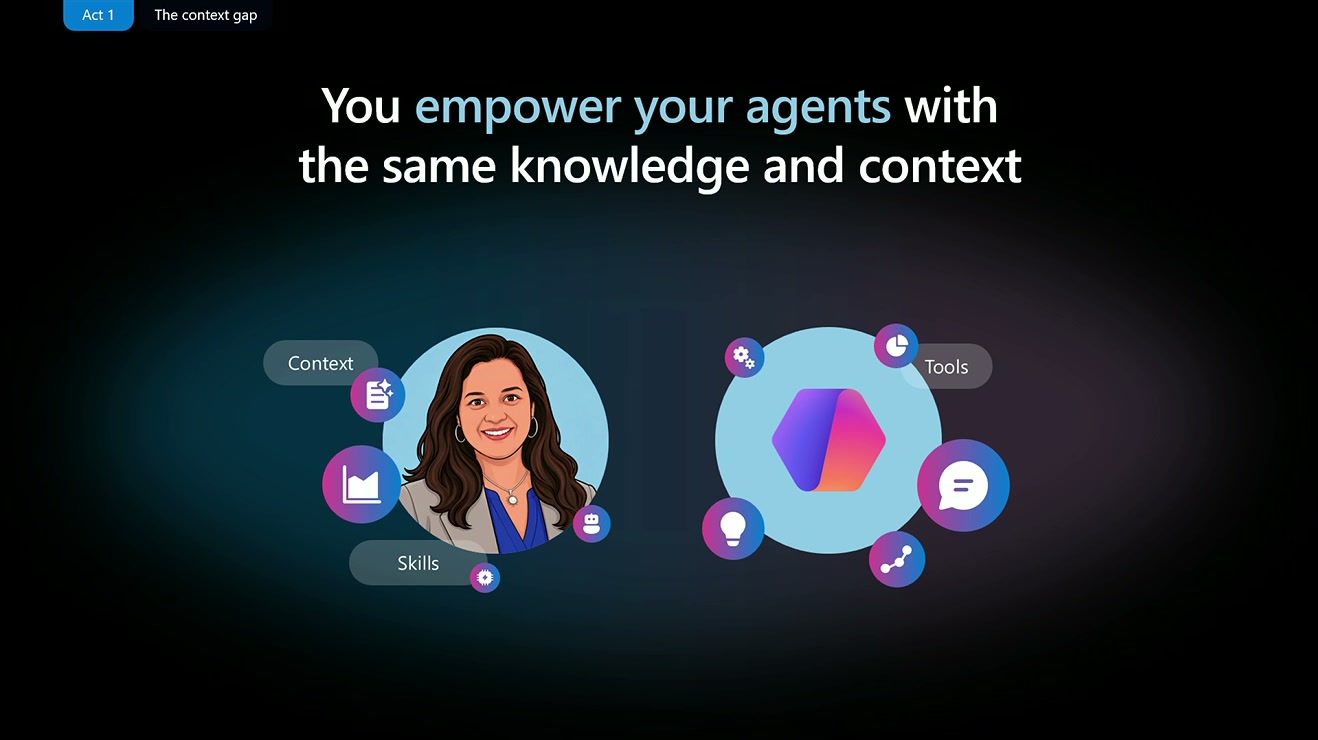 Act 1
The context gap
You empower your agents with
the same knowledge and context
Context
Tools
Skills